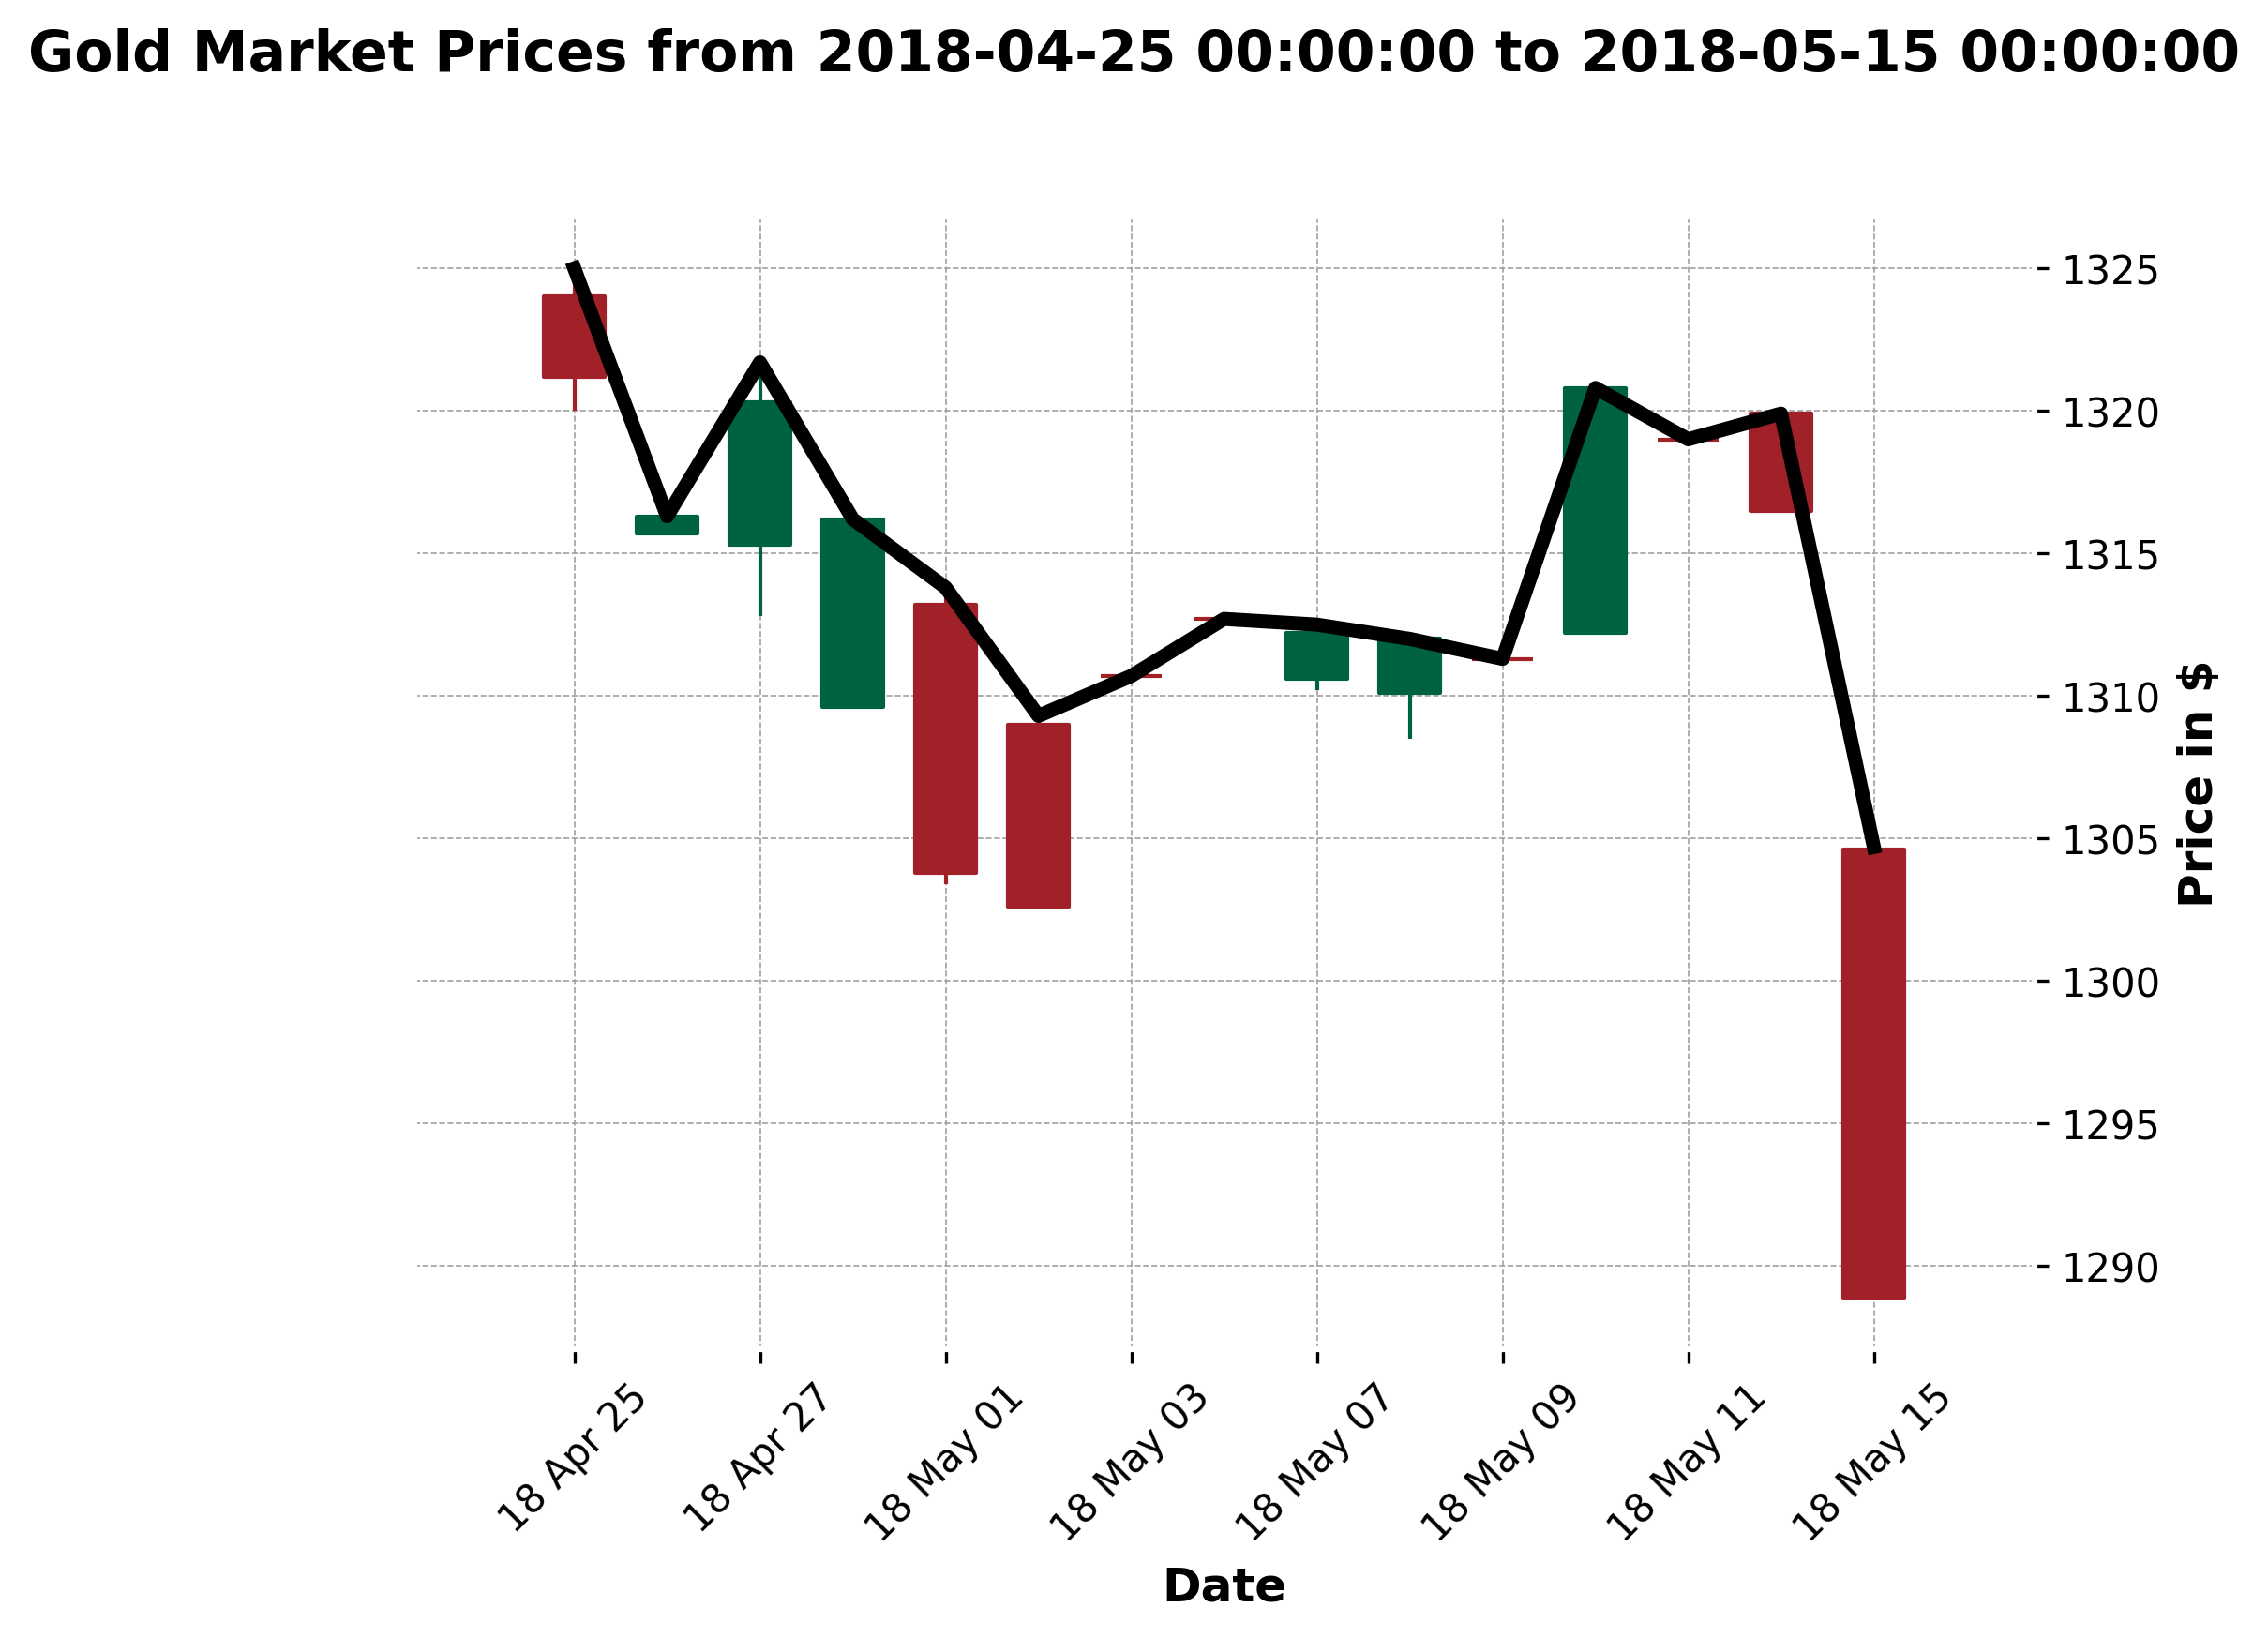 Gold Market Prices from 2018-04-25 00:00:00 to 2018-05-15 00:00:00
1325
1320
1315
1310
1305
1300
1295
1290
Price in $
18 Apr 25
18 Apr 27
18 May 01
18 May 03
18 May 07
18 May 09
18 May 11
18 May 15
Date